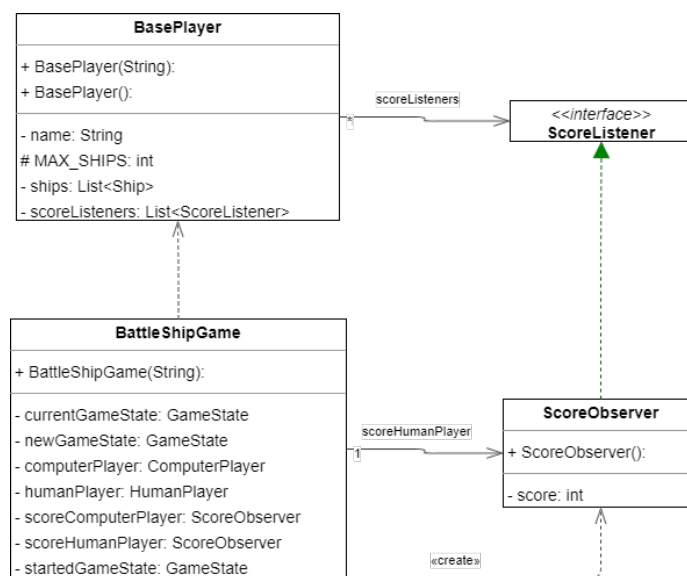 BasePlayer
+ BasePlayer(String):
+ BasePlayer():
- name: String
# MAX_SHIPS: int
- ships: List<Ship>
- scoreListeners: List<ScoreListener>
scoreListeners
*
<<interface>>
ScoreListener
BattleShipGame
+ BattleShipGame(String):
- currentGameState: GameState
- newGameState: GameState
- computerPlayer: ComputerPlayer
- humanPlayer: HumanPlayer
- scoreComputerPlayer: ScoreObserver
- scoreHumanPlayer: ScoreObserver
- startedGameState: GameState
scoreHumanPlayer
1
ScoreObserver
+ ScoreObserver():
- score: int
«create»